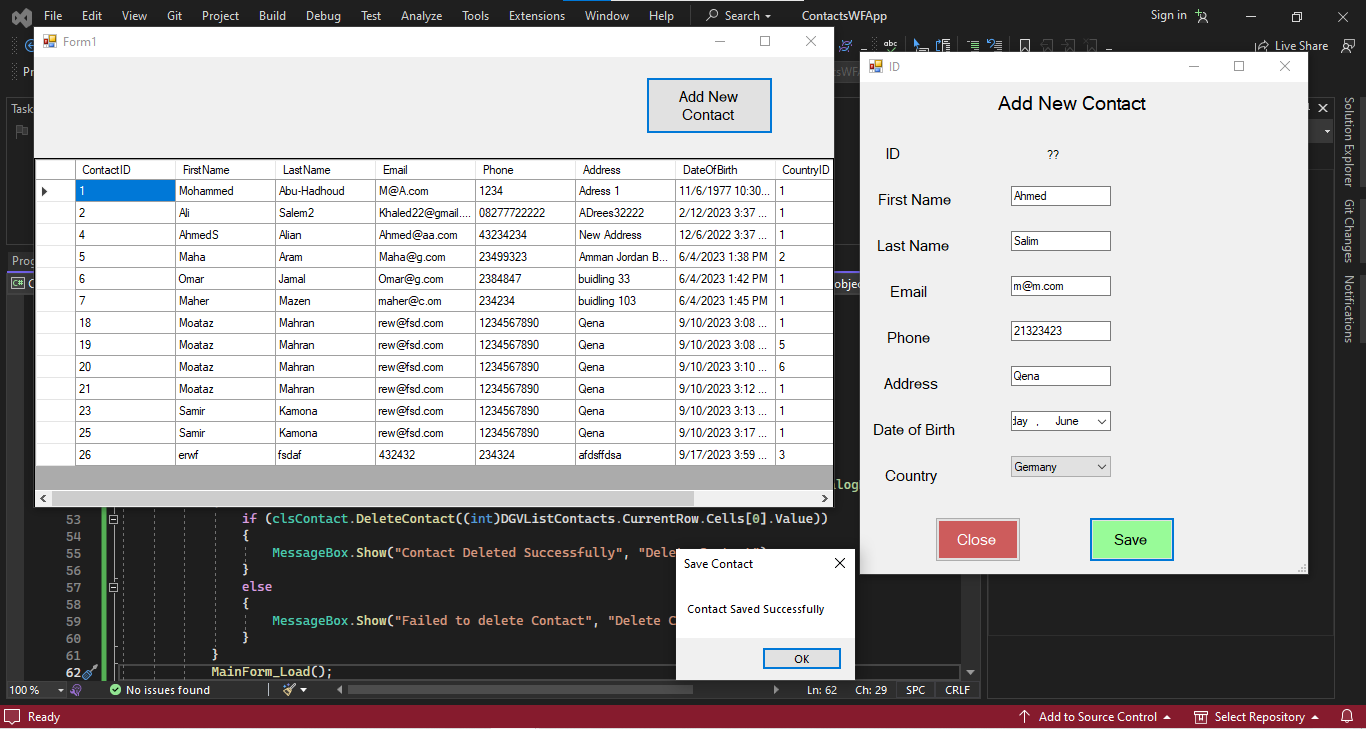 File Edit View Git Project Build Debug Test Analyze Tools Extensions Window Help Search ContactsWFApp Sign in
Live Share
Form1
Add New
Contact
ContactID FirstName LastName Email Phone Address DateOfBirth CountryID
1 Mohammed Abu-Hadhoud M@A.com 1234 Adress 1 11/6/1977 10:30... 1
2 Ali Salem2 Khaled22@gmail.... 08277722222 ADrees32222 2/12/2023 3:37 ... 1
4 AhmedS Alian Ahmed@aa.com 43234234 New Address 12/6/2022 3:37 ... 1
5 Maha Aram Maha@g.com 23499323 Amman Jordan B... 6/4/2023 1:38 PM 2
6 Omar Jamal Omar@g.com 2384847 buidling 33 6/4/2023 1:42 PM 1
7 Maher Mazen maher@c.om 234234 buidling 103 6/4/2023 1:45 PM 1
18 Moataz Mahran rew@fsd.com 1234567890 Qena 9/10/2023 3:08 ... 1
19 Moataz Mahran rew@fsd.com 1234567890 Qena 9/10/2023 3:08 ... 5
20 Moataz Mahran rew@fsd.com 1234567890 Qena 9/10/2023 3:10 ... 6
21 Moataz Mahran rew@fsd.com 1234567890 Qena 9/10/2023 3:12 ... 1
23 Samir Kamona rew@fsd.com 1234567890 Qena 9/10/2023 3:13 ... 1
25 Samir Kamona rew@fsd.com 1234567890 Qena 9/10/2023 3:17 ... 1
26 erwf fsdaf 432432 234324 afdsffdsa 9/17/2023 3:59 ... 3
ID
Add New Contact
ID ??
First Name Ahmed
Last Name Salim
Email m@m.com
Phone 21323423
Address Qena
Date of Birth day , June
Country Germany
Close Save
Solution Explorer
Git Changes
Notifications
53 if (clsContact.DeleteContact((int)DGVListContacts.CurrentRow.Cells[0].Value))
54 {
55 MessageBox.Show("Contact Deleted Successfully", "Delete
56 }
57 else
58 {
59 MessageBox.Show("Failed to delete Contact", "Delete C
60 }
61 }
62 MainForm_Load();
Save Contact
Contact Saved Successfully
OK
100 % No issues found Ln: 62 Ch: 29 SPC CRLF
Ready Add to Source Control Select Repository